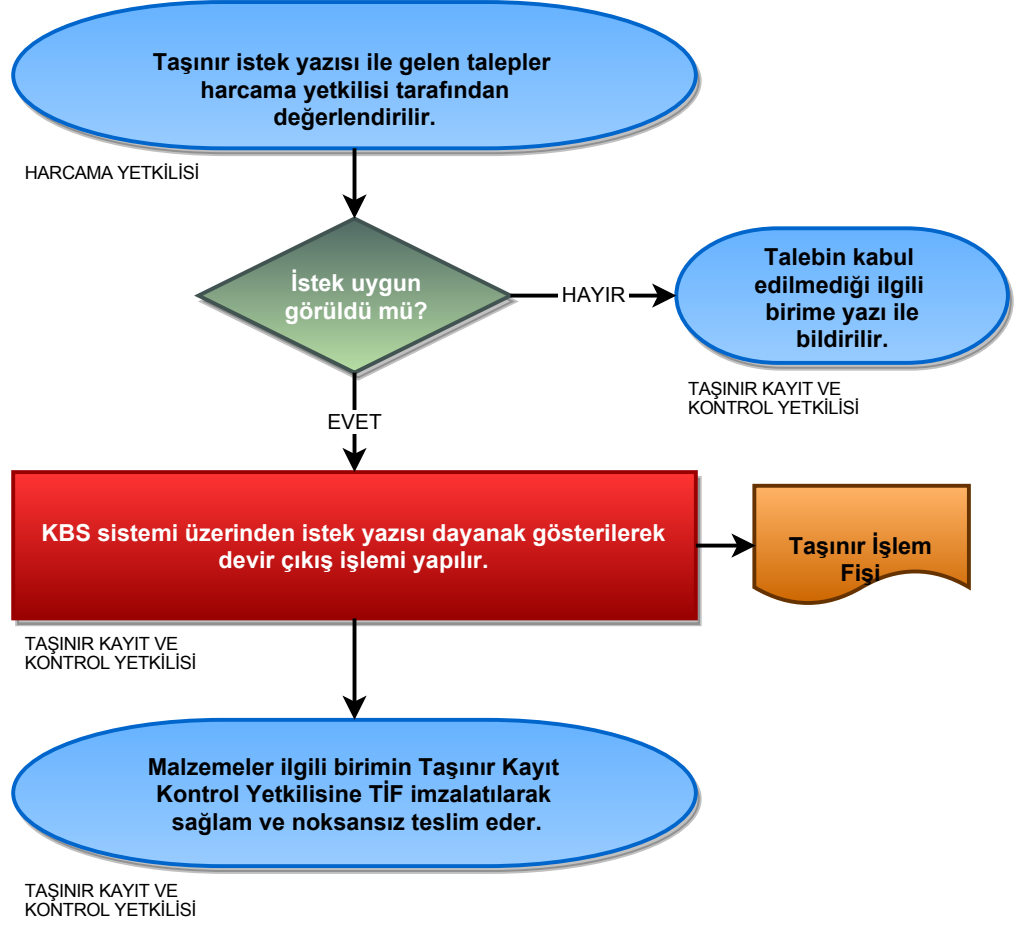 Taşınır istek yazısı ile gelen talepler
harcama yetkilisi tarafından
değerlendirilir.
HARCAMA YETKİLİSİ
İstek uygun
görüldü mü?
HAYIR
Talebin kabul
edilmediği ilgili
birime yazı ile
bildirilir.
TAŞINIR KAYIT VE
KONTROL YETKİLİSİ
EVET
KBS sistemi üzerinden istek yazısı dayanak gösterilerek
devir çıkış işlemi yapılır.
Taşınır İşlem
Fişi
TAŞINIR KAYIT VE
KONTROL YETKİLİSİ
Malzemeler ilgili birimin Taşınır Kayıt
Kontrol Yetkilisine TİF imzalatılarak
sağlam ve noksansız teslim eder.
TAŞINIR KAYIT VE
KONTROL YETKİLİSİ